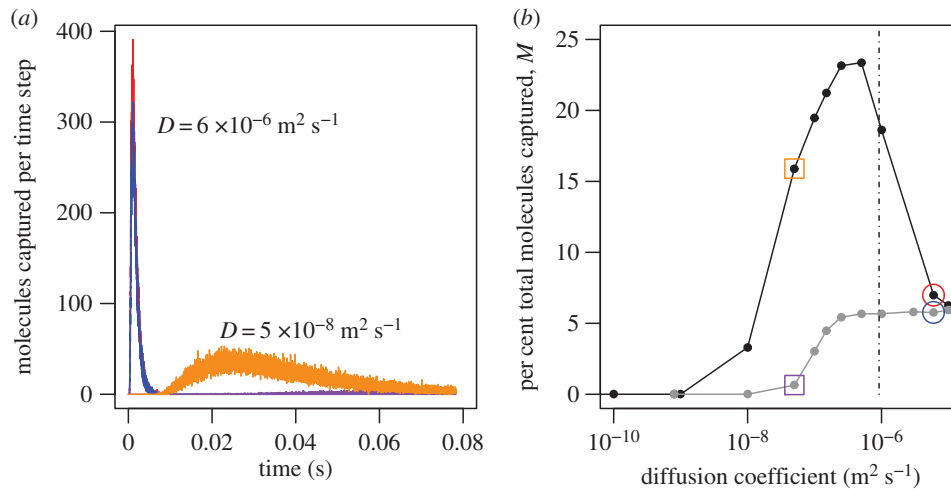 (a)
400
300
200
100
0
molecules captured per time step
D = 6 ×10⁻⁶ m² s⁻¹
D = 5 ×10⁻⁸ m² s⁻¹
0 0.02 0.04 0.06 0.08
time (s)
(b)
25
20
15
10
5
0
per cent total molecules captured, M
10⁻¹⁰ 10⁻⁸ 10⁻⁶
diffusion coefficient (m² s⁻¹)